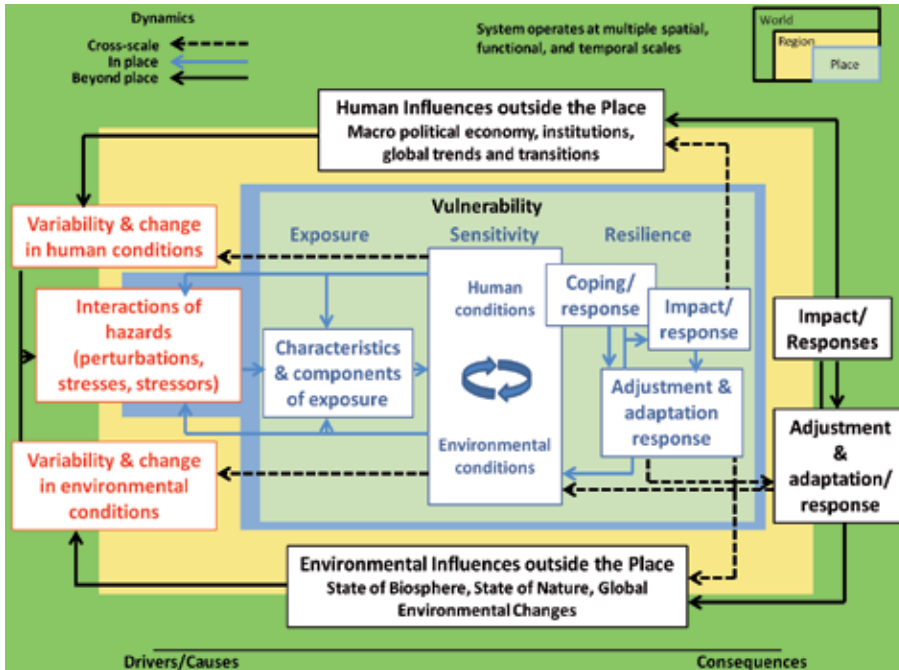 Dynamics
Cross-scale
In place
Beyond place
System operates at multiple spatial,
functional, and temporal scales
World
Region
Place
Human Influences outside the Place
Macro political economy, institutions,
global trends and transitions
Vulnerability
Variability & change
in human conditions
Exposure
Sensitivity
Resilience
Interactions of
hazards
(perturbations,
stresses, stressors)
Characteristics
& components
of exposure
Human
conditions
Environmental
conditions
Coping/
response
Impact/
response
Adjustment &
adaptation
response
Impact/
Responses
Adjustment
&
adaptation/
response
Variability & change
in environmental
conditions
Environmental Influences outside the Place
State of Biosphere, State of Nature, Global
Environmental Changes
Drivers/Causes
Consequences